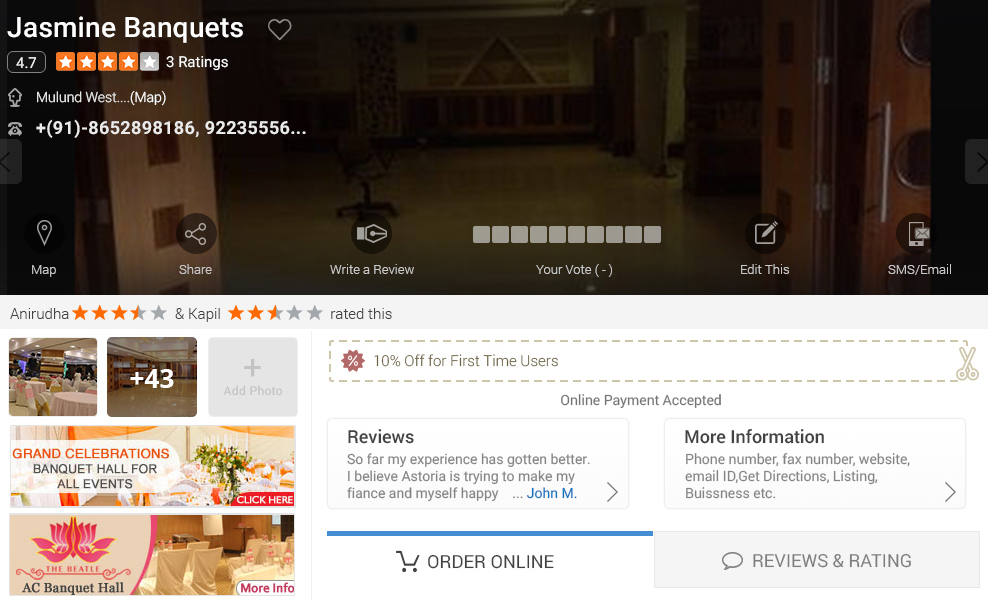 Jasmine Banquets
4.7 3 Ratings
Mulund West....(Map)
+(91)-8652898186, 92235556...
Map
Share
Write a Review
Your Vote ( - )
Edit This
SMS/Email
Anirudha & Kapil rated this
+43
+
Add Photo
% 10% Off for First Time Users
Online Payment Accepted
GRAND CELEBRATIONS
BANQUET HALL FOR
ALL EVENTS
CLICK HERE
THE BEATLE
AC Banquet Hall
More Info
Reviews
So far my experience has gotten better.
I believe Astoria is trying to make my
fiance and myself happy ... John M.
More Information
Phone number, fax number, website,
email ID,Get Directions, Listing,
Buissness etc.
ORDER ONLINE
REVIEWS & RATING